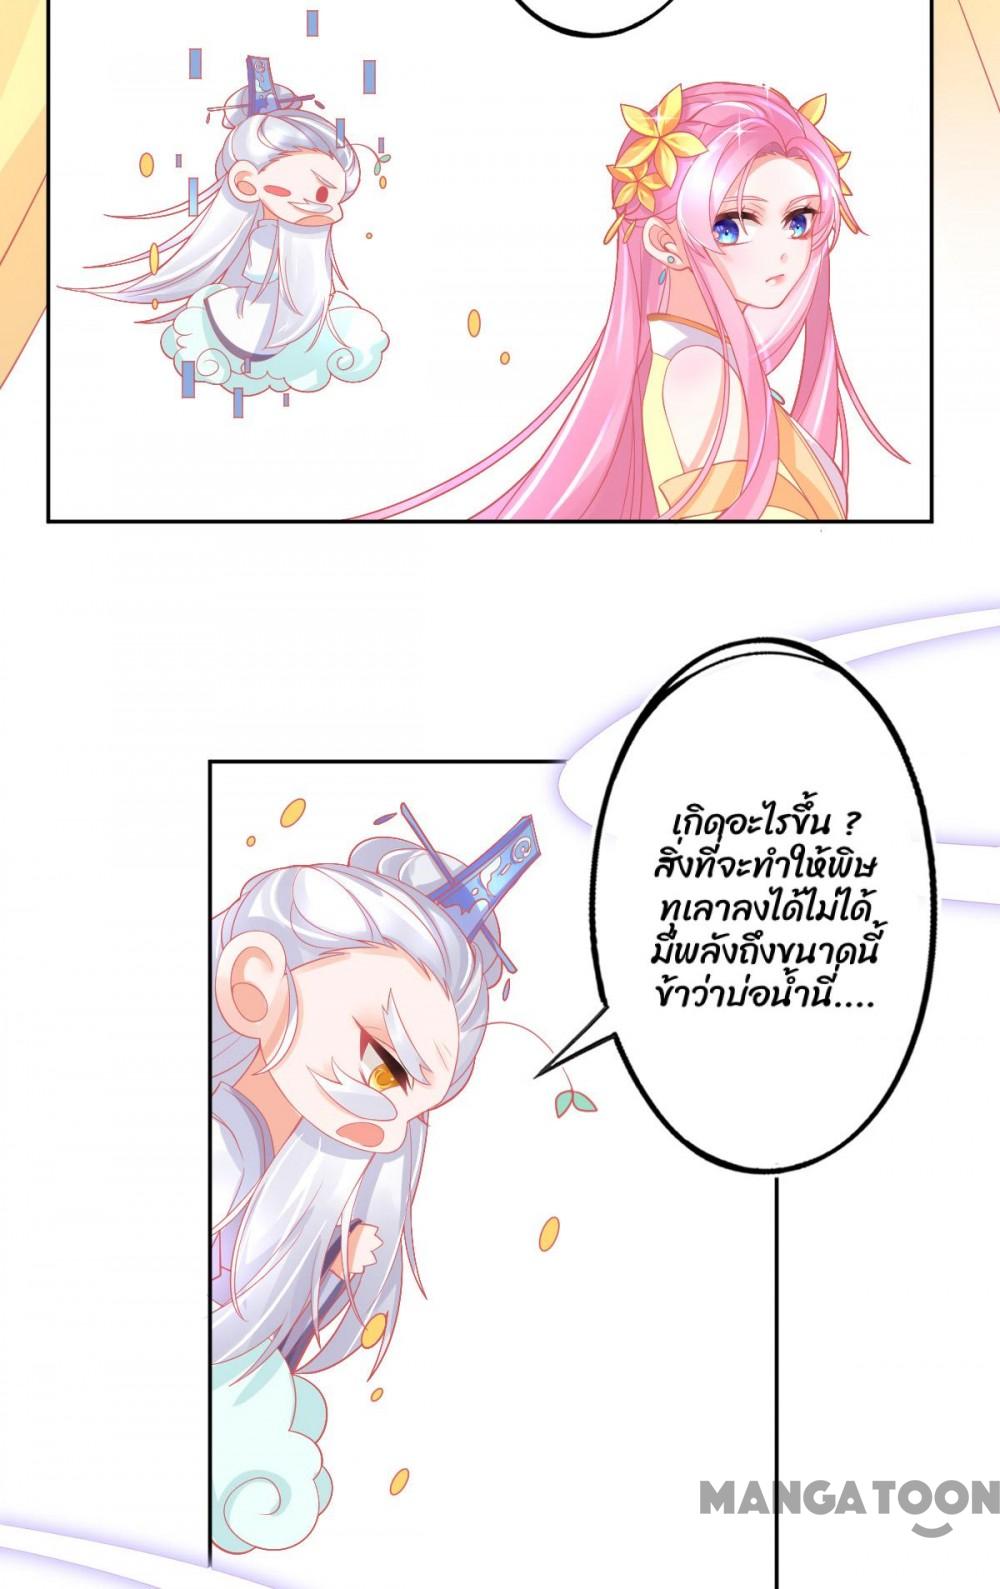 เกิดอะไรขึ้น ?
สิ่งที่จะทำให้พิษ
ทุเลาลงได้ไม่ได้
มีพลังถึงขนาดนี้
ข้าว่าบ่อน้ำนี่....
MANGATOON